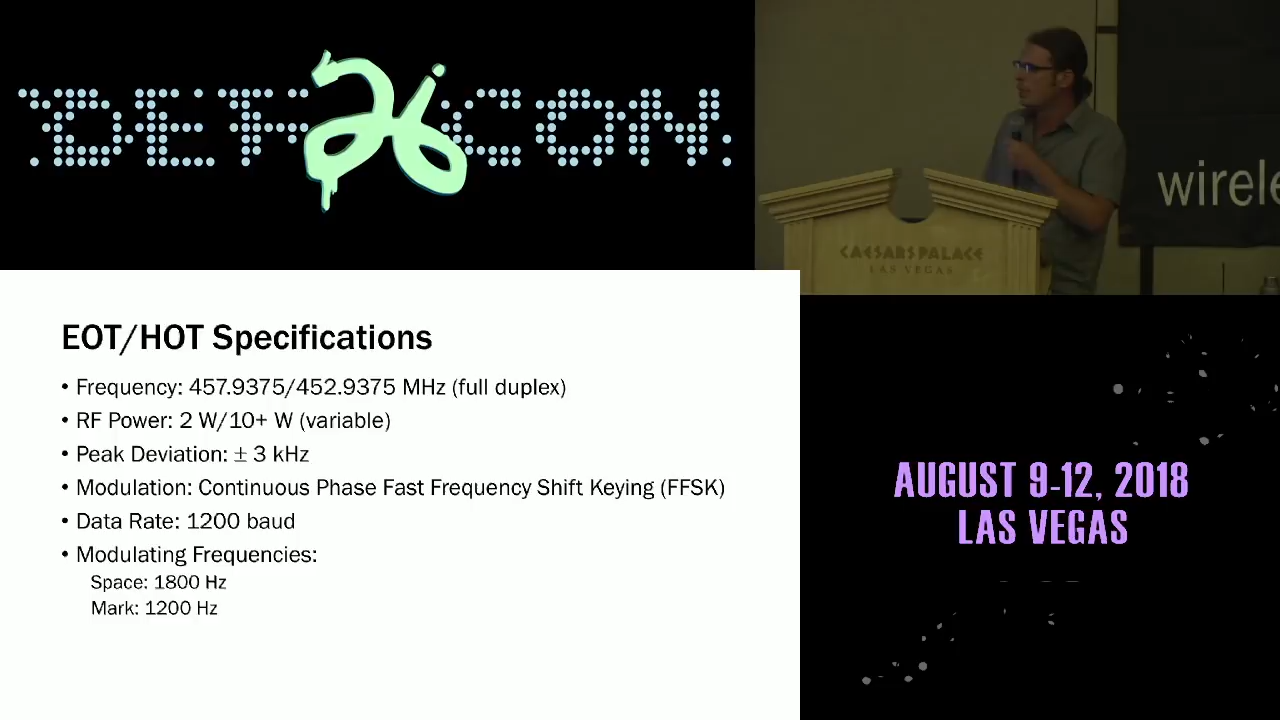 DEF CON
26
wirele
CAESARS PALACE
LAS VEGAS
EOT/HOT Specifications
• Frequency: 457.9375/452.9375 MHz (full duplex)
• RF Power: 2 W/10+ W (variable)
• Peak Deviation: ± 3 kHz
• Modulation: Continuous Phase Fast Frequency Shift Keying (FFSK)
• Data Rate: 1200 baud
• Modulating Frequencies:
Space: 1800 Hz
Mark: 1200 Hz
AUGUST 9-12, 2018
LAS VEGAS